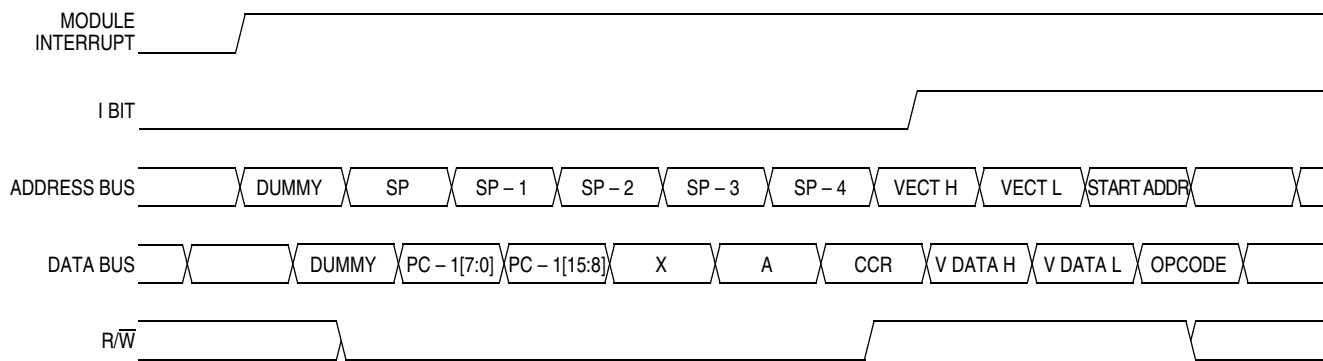 MODULE
INTERRUPT
I BIT
ADDRESS BUS DUMMY SP SP – 1 SP – 2 SP – 3 SP – 4 VECT H VECT L START ADDR
DATA BUS DUMMY PC – 1[7:0] PC – 1[15:8] X A CCR V DATA H V DATA L OPCODE
R/W̅